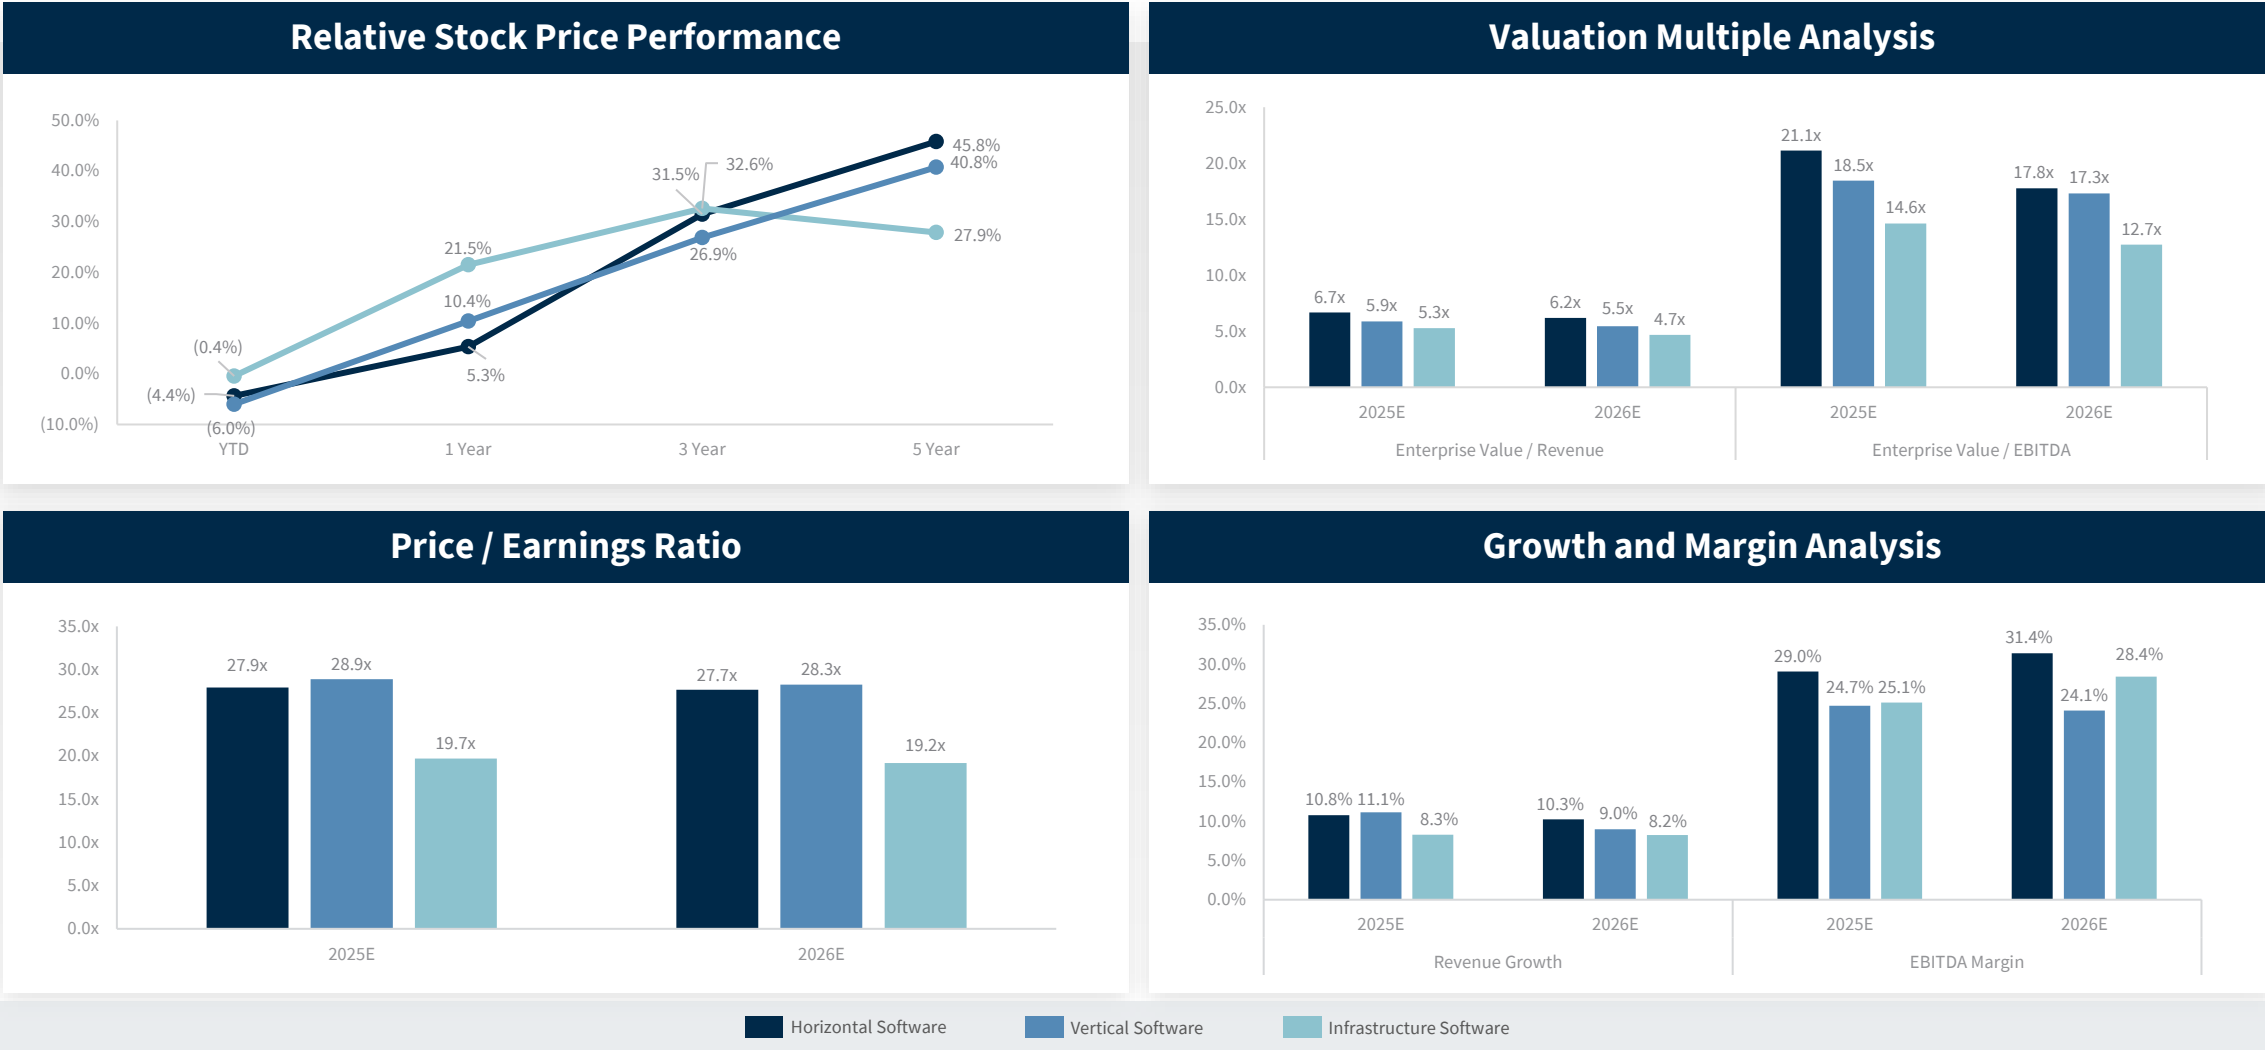 Relative Stock Price Performance
50.0%
40.0%
30.0%
20.0%
10.0%
0.0%
(10.0%)
45.8%
40.8%
32.6%
31.5%
27.9%
26.9%
21.5%
10.4%
5.3%
(0.4%)
(4.4%)
(6.0%)
YTD 1 Year 3 Year 5 Year
Valuation Multiple Analysis
25.0x
20.0x
15.0x
10.0x
5.0x
0.0x
6.7x 5.9x 5.3x
6.2x 5.5x 4.7x
21.1x 18.5x 14.6x
17.8x 17.3x 12.7x
2025E 2026E 2025E 2026E
Enterprise Value / Revenue Enterprise Value / EBITDA
Price / Earnings Ratio
35.0x
30.0x
25.0x
20.0x
15.0x
10.0x
5.0x
0.0x
27.9x 28.9x 19.7x
27.7x 28.3x 19.2x
2025E 2026E
Growth and Margin Analysis
35.0%
30.0%
25.0%
20.0%
15.0%
10.0%
5.0%
0.0%
10.8% 11.1% 8.3%
10.3% 9.0% 8.2%
29.0% 24.7% 25.1%
31.4% 24.1% 28.4%
2025E 2026E 2025E 2026E
Revenue Growth EBITDA Margin
Horizontal Software Vertical Software Infrastructure Software